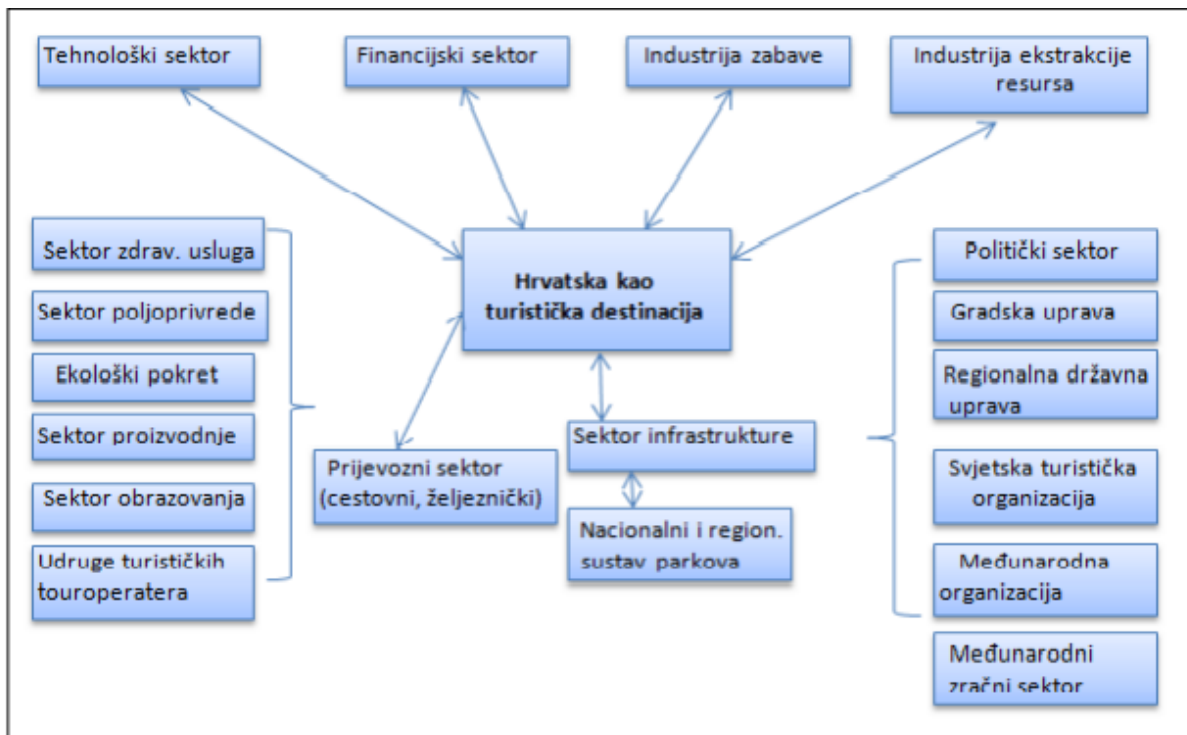 Tehnološki sektor
Financijski sektor
Industrija zabave
Industrija ekstrakcije
resursa
Sektor zdrav. usluga
Sektor poljoprivrede
Ekološki pokret
Sektor proizvodnje
Sektor obrazovanja
Udruge turističkih
touroperatera
Hrvatska kao
turistička destinacija
Prijevozni sektor
(cestovni, željeznički)
Sektor infrastrukture
Nacionalni i region.
sustav parkova
Politički sektor
Gradska uprava
Regionalna državna
uprava
Svjetska turistička
organizacija
Međunarodna
organizacija
Međunarodni
zračni sektor